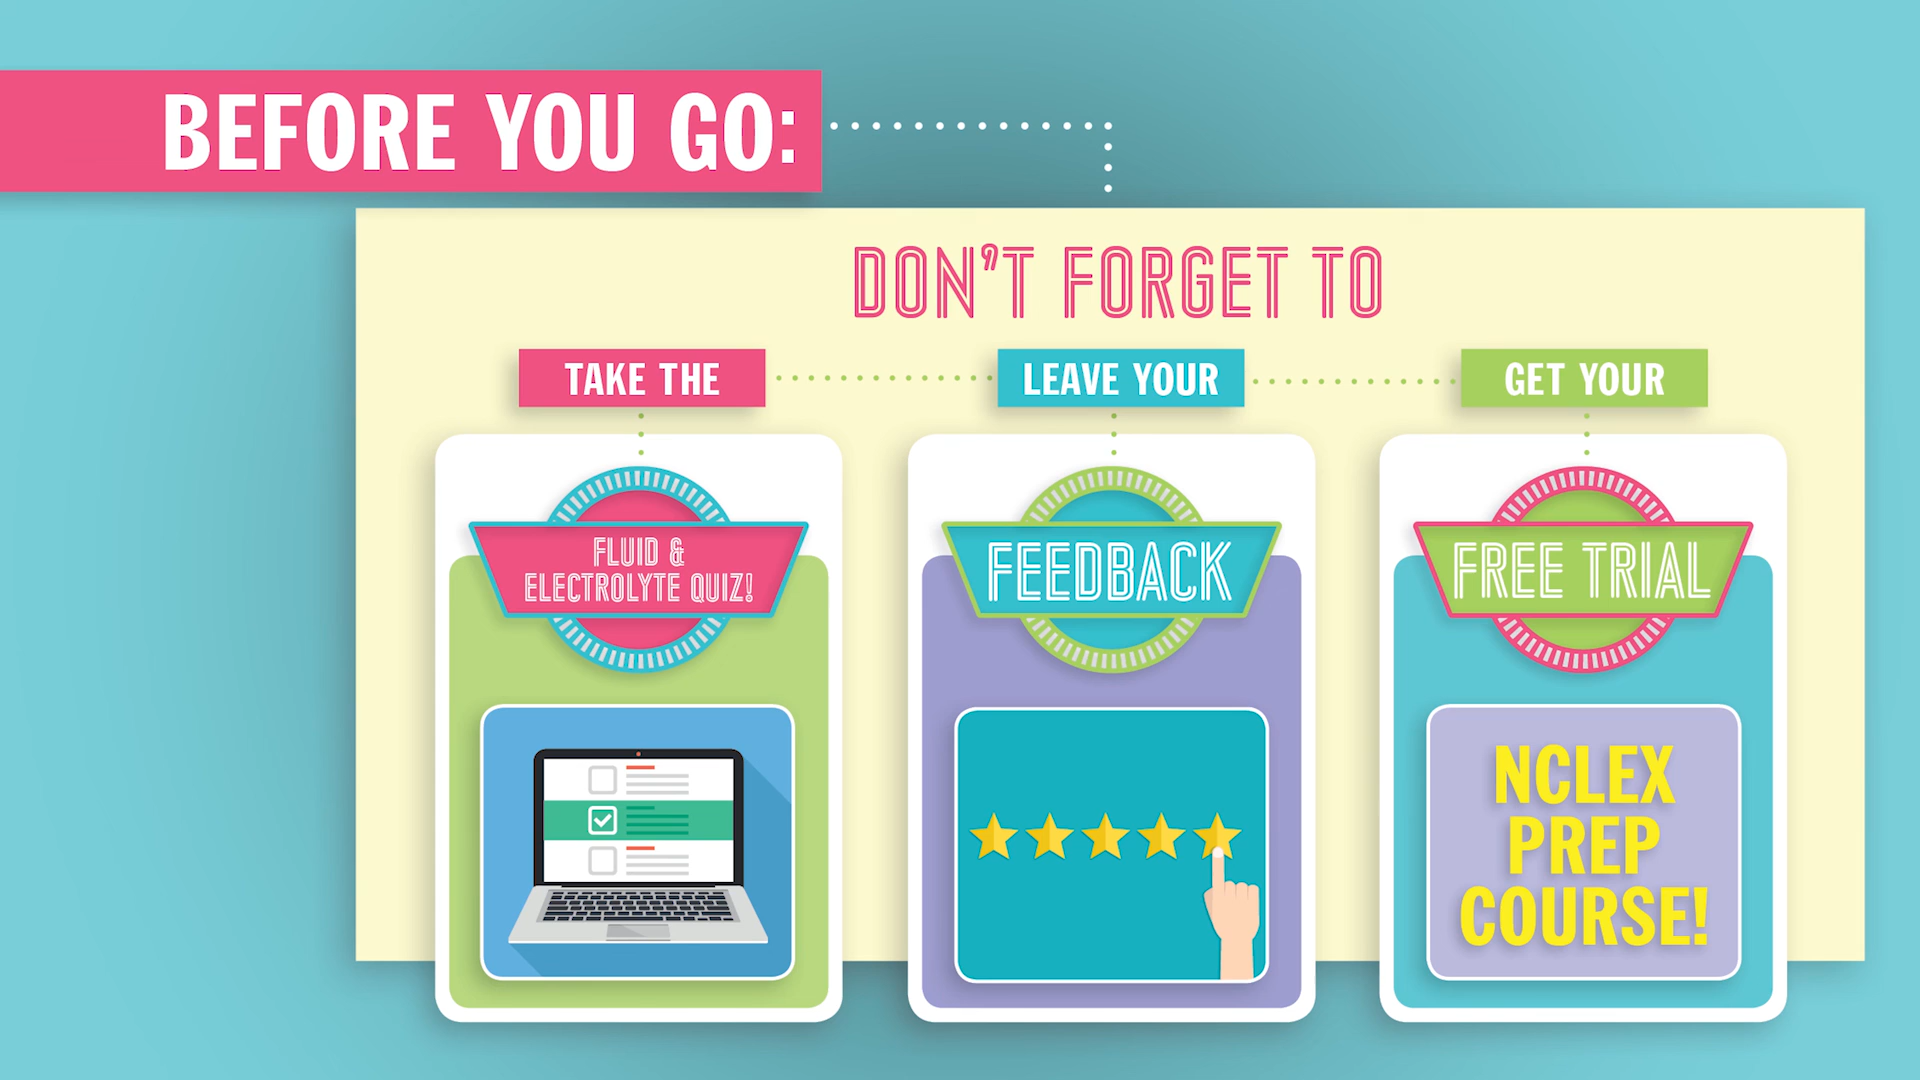 BEFORE YOU GO:
DON'T FORGET TO
TAKE THE
FLUID &
ELECTROLYTE QUIZ!
LEAVE YOUR
FEEDBACK
GET YOUR
FREE TRIAL
NCLEX
PREP
COURSE!